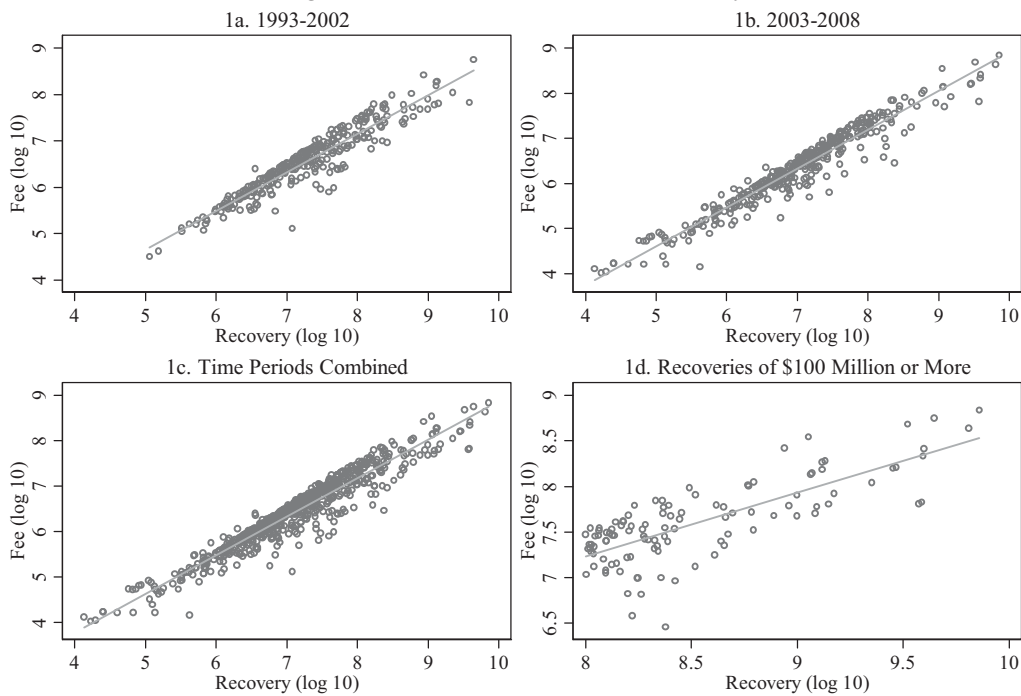 1a. 1993-2002
9
8
7
6
5
4
Fee (log 10)
4 5 6 7 8 9 10
Recovery (log 10)
1b. 2003-2008
9
8
7
6
5
4
Fee (log 10)
4 5 6 7 8 9 10
Recovery (log 10)
1c. Time Periods Combined
9
8
7
6
5
4
Fee (log 10)
4 5 6 7 8 9 10
Recovery (log 10)
1d. Recoveries of $100 Million or More
9
8.5
8
7.5
7
6.5
Fee (log 10)
8 8.5 9 9.5 10
Recovery (log 10)